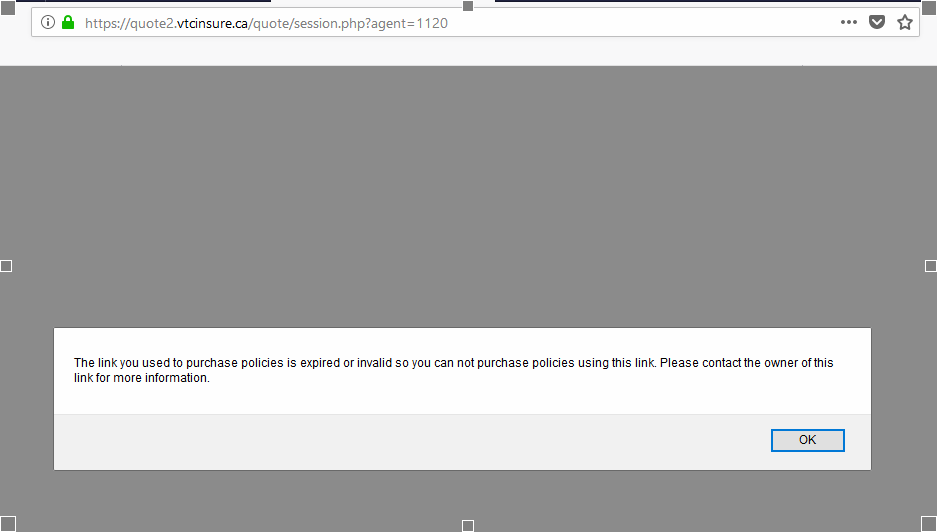 https://quote2.vtcinsure.ca/quote/session.php?agent=1120
The link you used to purchase policies is expired or invalid so you can not purchase policies using this link. Please contact the owner of this
link for more information.
OK